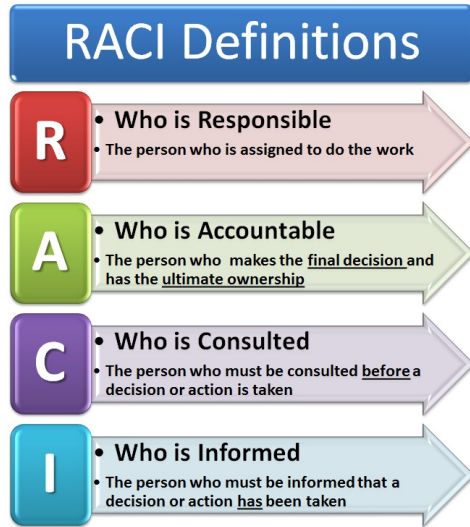 RACI Definitions
R
• Who is Responsible
• The person who is assigned to do the work
A
• Who is Accountable
• The person who makes the final decision and
has the ultimate ownership
C
• Who is Consulted
• The person who must be consulted before a
decision or action is taken
I
• Who is Informed
• The person who must be informed that a
decision or action has been taken